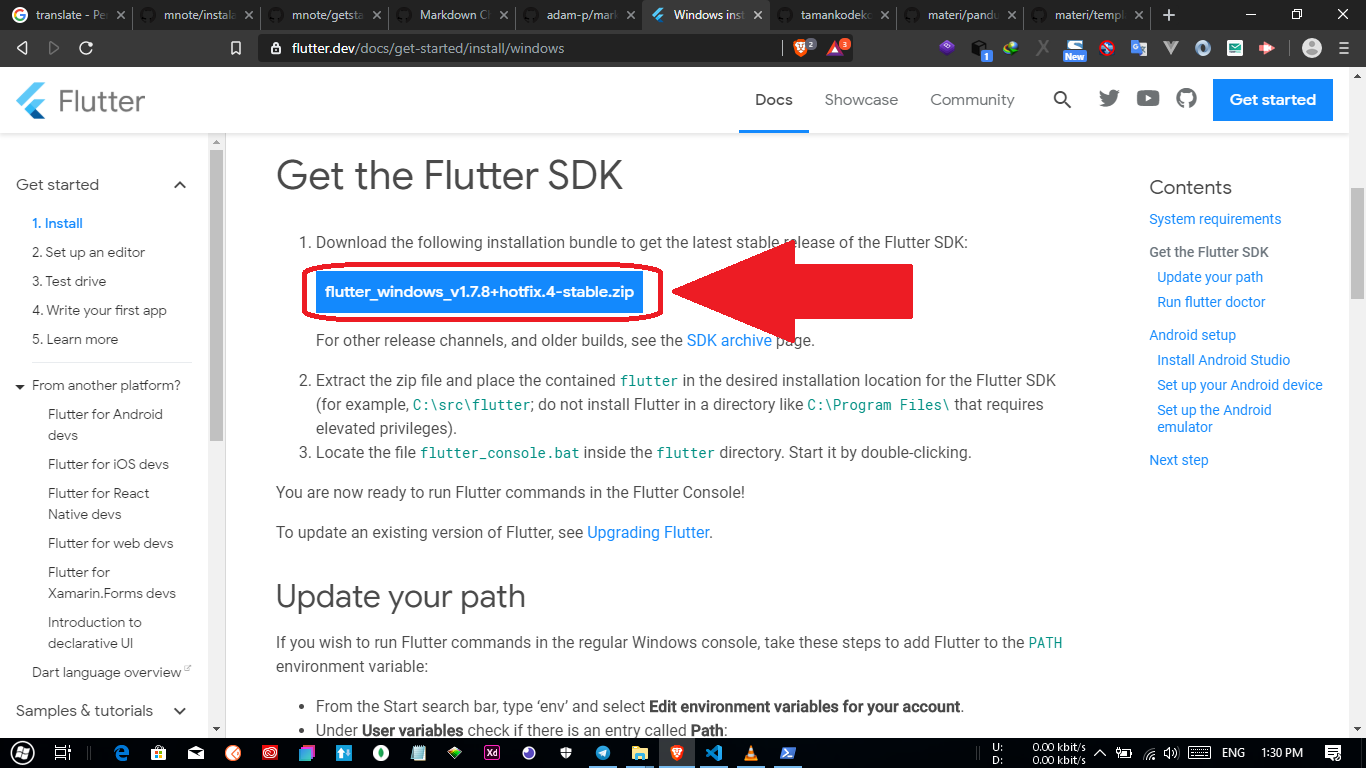 translate - Pe
mnote/instala
mnote/getsta
Markdown Cl
adam-p/mark
Windows inst
tamankodeko
materi/pandu
materi/templ
flutter.dev/docs/get-started/install/windows
2
3
1
New
Flutter
Docs
Showcase
Community
Get started
Get started
1. Install
2. Set up an editor
3. Test drive
4. Write your first app
5. Learn more
From another platform?
Flutter for Android
devs
Flutter for iOS devs
Flutter for React
Native devs
Flutter for web devs
Flutter for
Xamarin.Forms devs
Introduction to
declarative UI
Dart language overview
Samples & tutorials
Get the Flutter SDK
1. Download the following installation bundle to get the latest stable release of the Flutter SDK:
flutter_windows_v1.7.8+hotfix.4-stable.zip
For other release channels, and older builds, see the SDK archive page.
2. Extract the zip file and place the contained flutter in the desired installation location for the Flutter SDK
(for example, C:\src\flutter; do not install Flutter in a directory like C:\Program Files\ that requires
elevated privileges).
3. Locate the file flutter_console.bat inside the flutter directory. Start it by double-clicking.
You are now ready to run Flutter commands in the Flutter Console!
To update an existing version of Flutter, see Upgrading Flutter.
Update your path
If you wish to run Flutter commands in the regular Windows console, take these steps to add Flutter to the PATH
environment variable:
• From the Start search bar, type ‘env’ and select Edit environment variables for your account.
• Under User variables check if there is an entry called Path:
Contents
System requirements
Get the Flutter SDK
Update your path
Run flutter doctor
Android setup
Install Android Studio
Set up your Android device
Set up the Android
emulator
Next step
Xd
U: 0.00 kbit/s
D: 0.00 kbit/s
ENG
1:30 PM